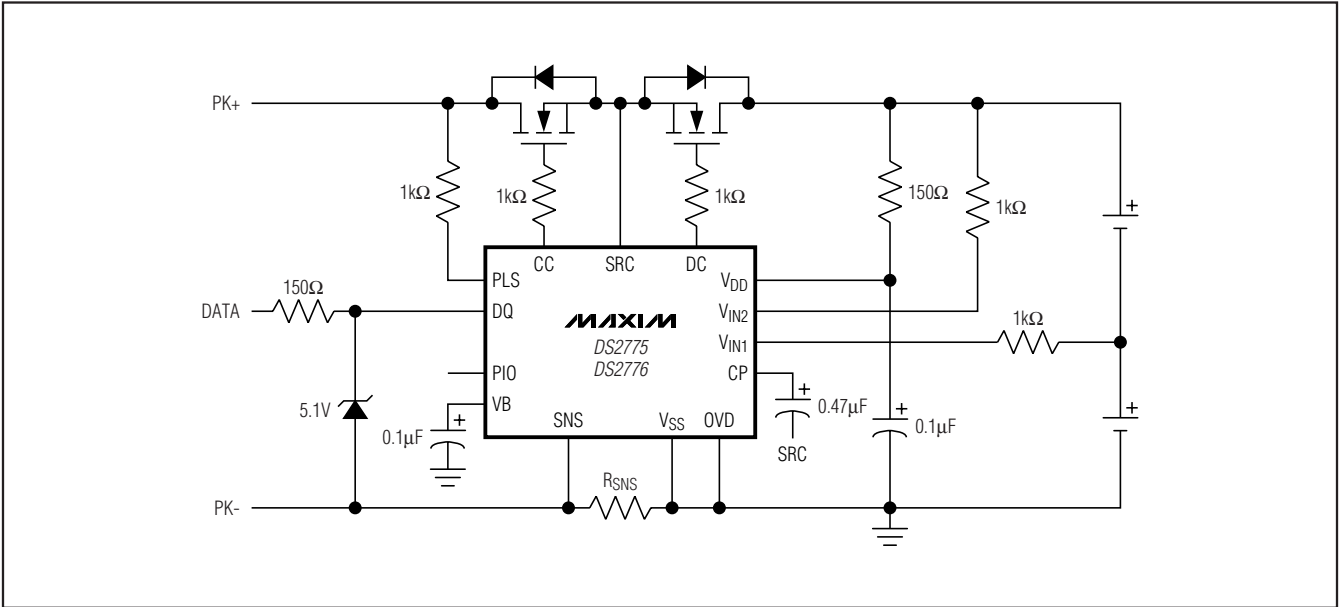 PK+
1kΩ
1kΩ
1kΩ
150Ω
1kΩ
+
CC
SRC
DC
PLS
VDD
150Ω
DATA
DQ
VIN2
MAXIM
1kΩ
DS2775
VIN1
DS2776
PIO
CP
+
+
5.1V
VB
+
0.47µF
+
0.1µF
SNS
VSS
OVD
0.1µF
SRC
RSNS
PK-